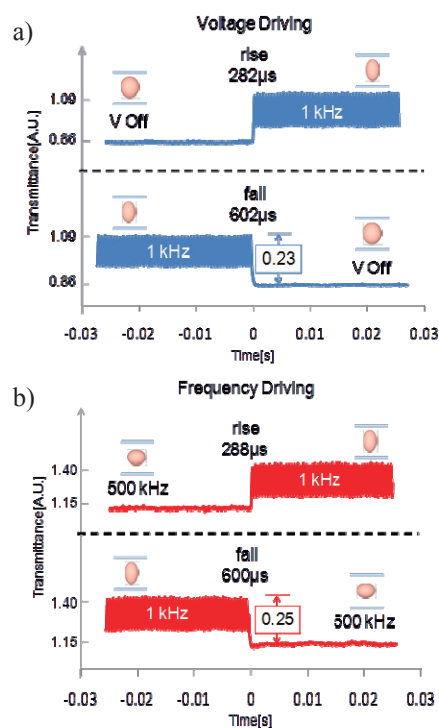 a)
Voltage Driving
rise
282µs
1.09
0.86
V Off
1 kHz
Transmittance[A.U.]
fall
602µs
1.09
0.86
1 kHz
0.23
V Off
-0.03 -0.02 -0.01 0 0.01 0.02 0.03
Time[s]
b)
Frequency Driving
rise
288µs
1.40
1.15
500 kHz
1 kHz
Transmittance[A.U.]
fall
600µs
1.40
1.15
1 kHz
0.25
500 kHz
-0.03 -0.02 -0.01 0 0.01 0.02 0.03
Time[s]